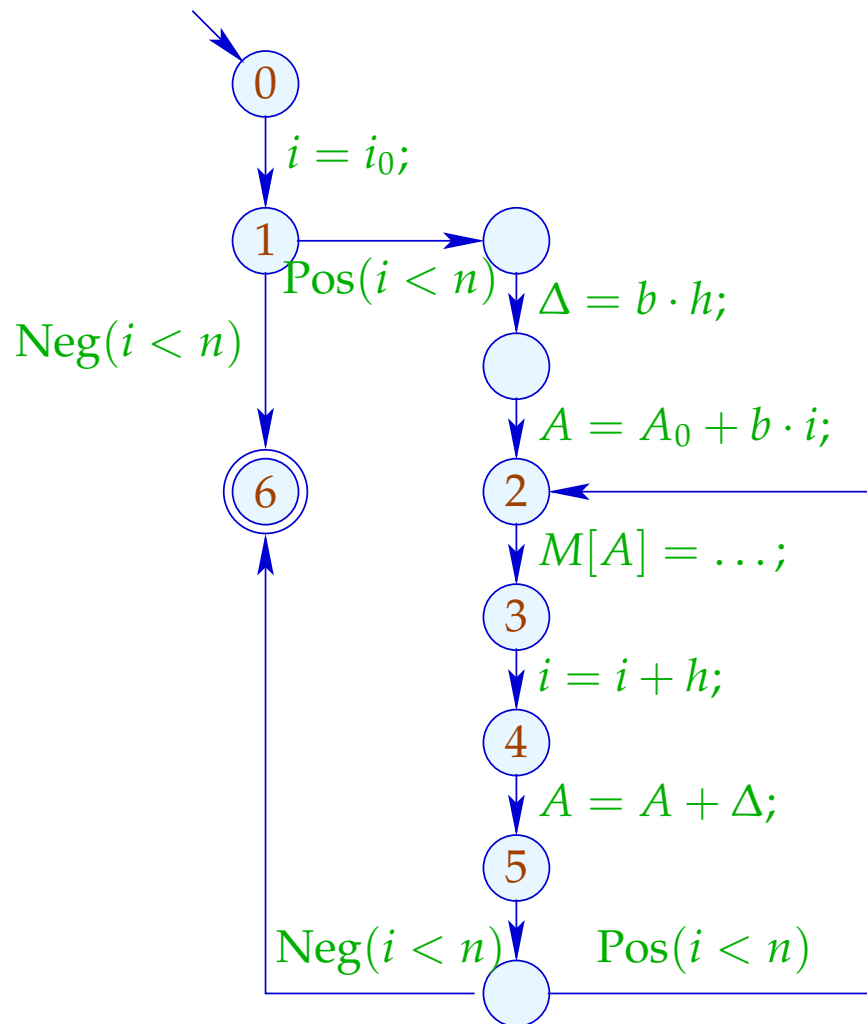 0
i = i₀;
1
Pos(i < n)
Δ = b · h;
Neg(i < n)
A = A₀ + b · i;
6
2
M[A] = . . . ;
3
i = i + h;
4
A = A + Δ;
5
Neg(i < n)
Pos(i < n)